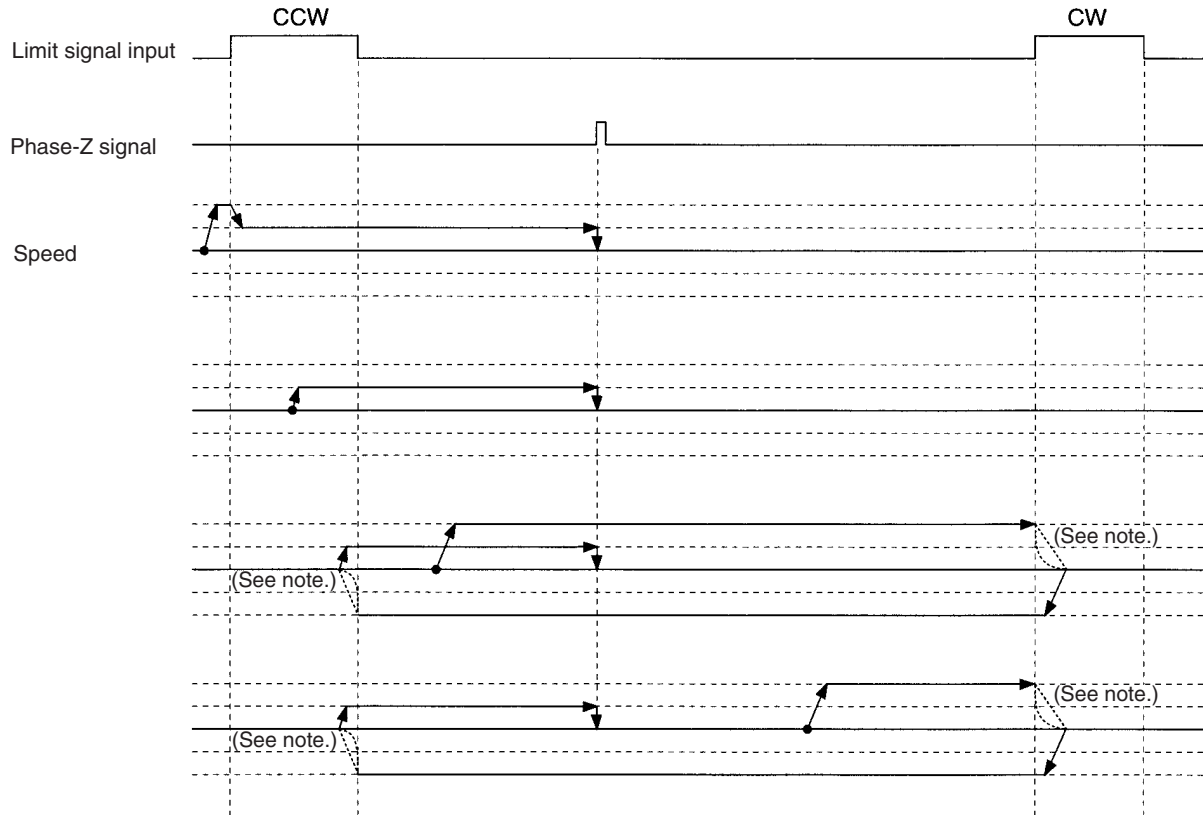 CCW
CW
Limit signal input
Phase-Z signal
Speed
(See note.)
(See note.)
(See note.)
(See note.)